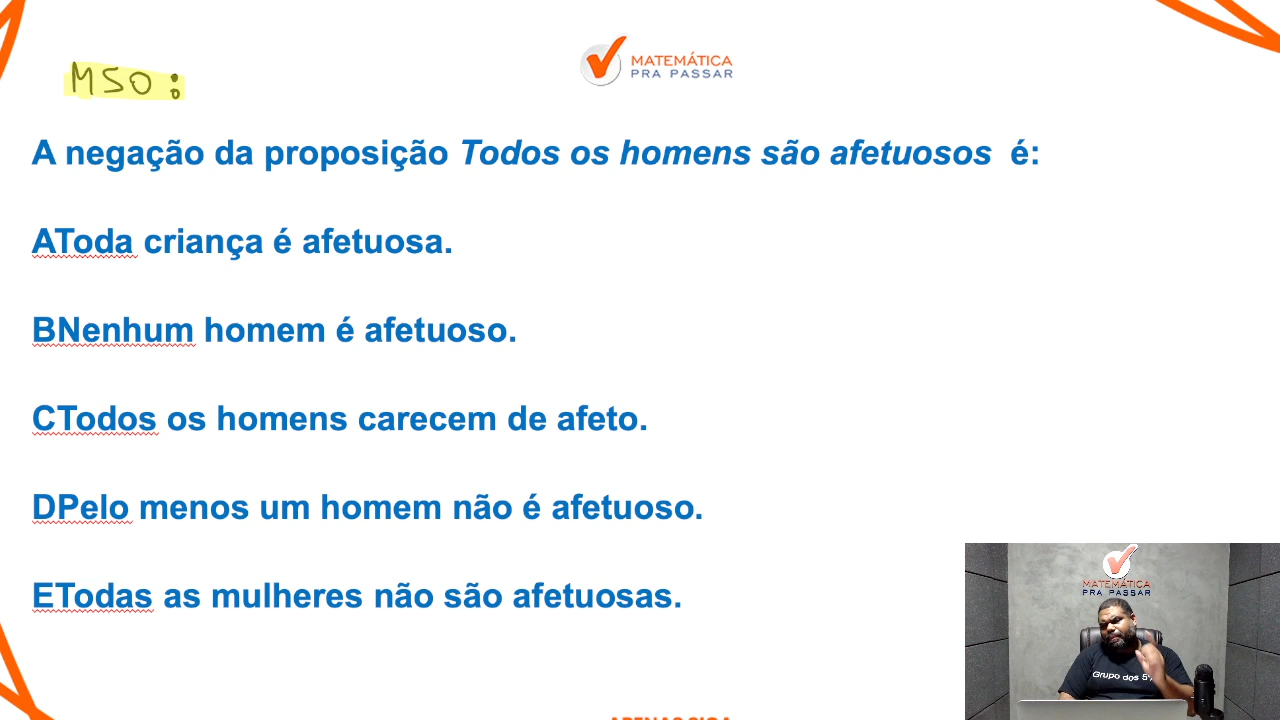 MATEMÁTICA
PRA PASSAR
MSO:
A negação da proposição Todos os homens são afetuosos é:
AToda criança é afetuosa.
BNenhum homem é afetuoso.
CTodos os homens carecem de afeto.
DPelo menos um homem não é afetuoso.
ETodas as mulheres não são afetuosas.
MATEMÁTICA
PRA PASSAR
Grupo dos